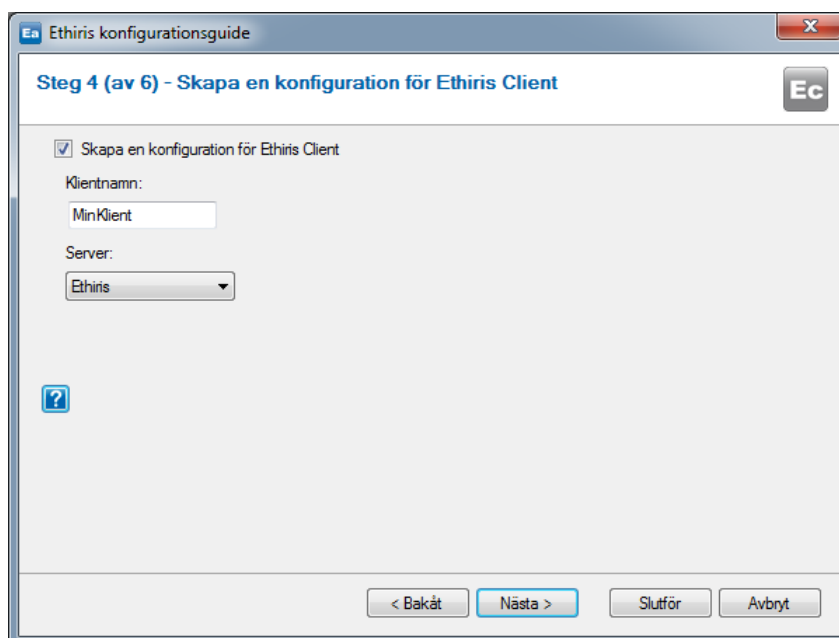 Ea Ethiris konfigurationsguide
Steg 4 (av 6) - Skapa en konfiguration för Ethiris Client
Ec
Skapa en konfiguration för Ethiris Client
Klientnamn:
MinKlient
Server:
Ethiris
?
< Bakåt Nästa > Slutför Avbryt